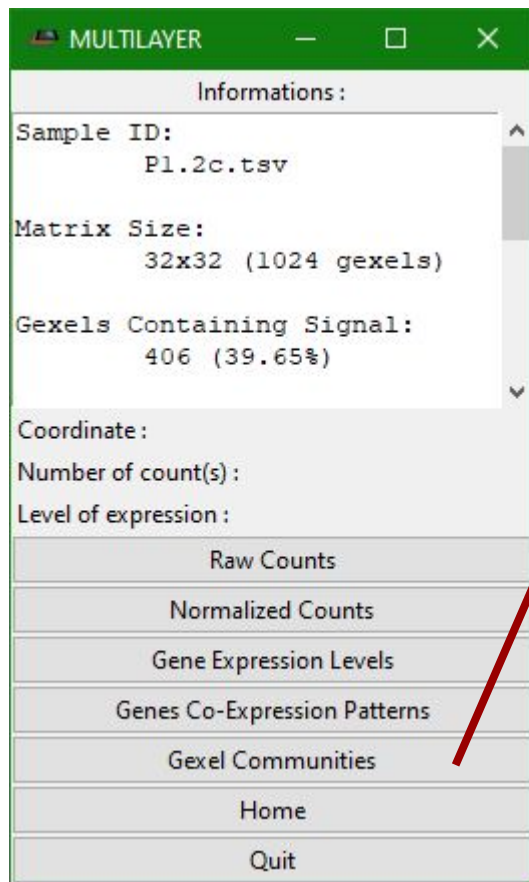 MULTILAYER
Informations :
Sample ID:
P1.2c.tsv
Matrix Size:
32x32 (1024 gexels)
Gexels Containing Signal:
406 (39.65%)
Coordinate :
Number of count(s) :
Level of expression :
Raw Counts
Normalized Counts
Gene Expression Levels
Genes Co-Expression Patterns
Gexel Communities
Home
Quit